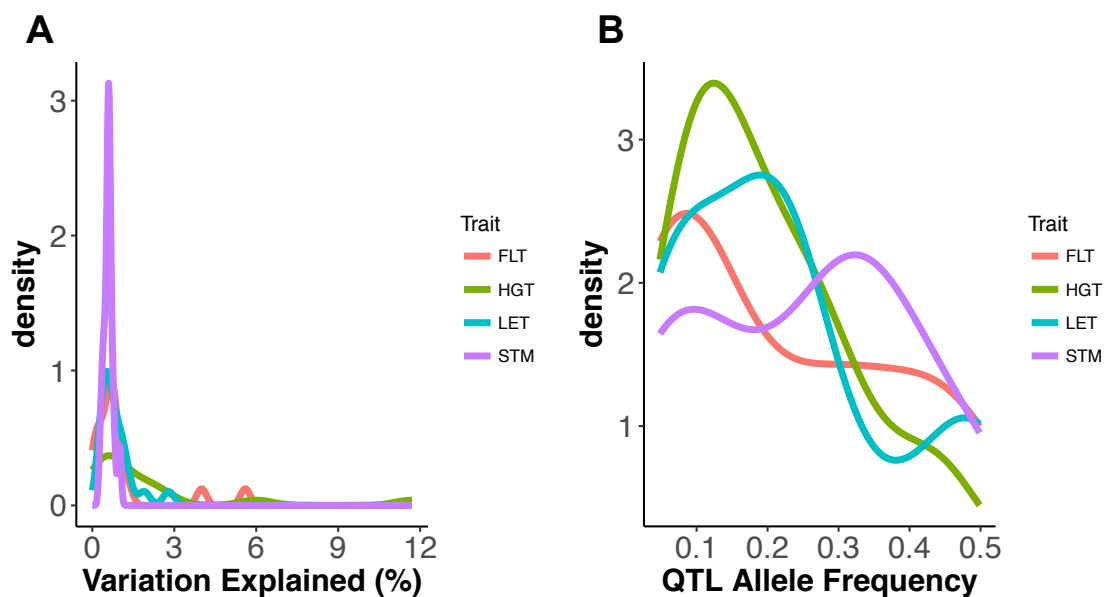 A
density
3
2
1
0
0 3 6 9 12
Variation Explained (%)
Trait
FLT
HGT
LET
STM
B
density
3
2
1
0.1 0.2 0.3 0.4 0.5
QTL Allele Frequency
Trait
FLT
HGT
LET
STM